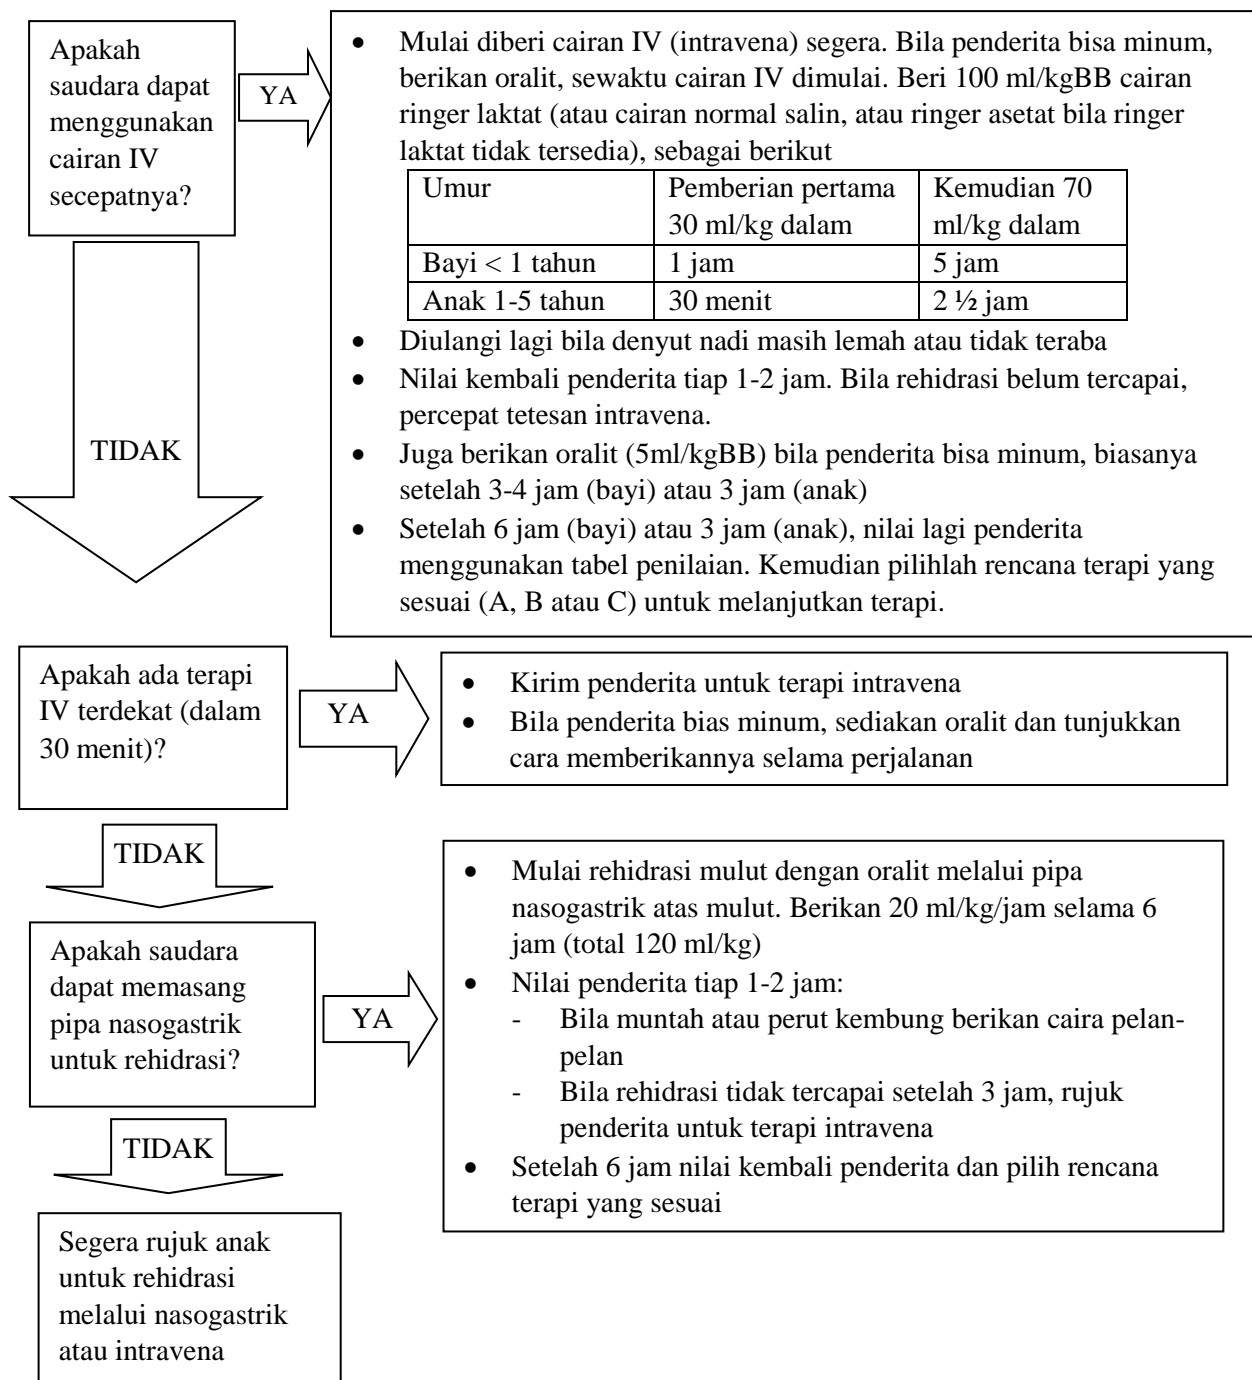 Apakah
saudara dapat
menggunakan
cairan IV
secepatnya?
YA
• Mulai diberi cairan IV (intravena) segera. Bila penderita bisa minum,
berikan oralit, sewaktu cairan IV dimulai. Beri 100 ml/kgBB cairan
ringer laktat (atau cairan normal salin, atau ringer asetat bila ringer
laktat tidak tersedia), sebagai berikut
Umur Pemberian pertama Kemudian 70
30 ml/kg dalam ml/kg dalam
Bayi < 1 tahun 1 jam 5 jam
Anak 1-5 tahun 30 menit 2 ½ jam
• Diulangi lagi bila denyut nadi masih lemah atau tidak teraba
• Nilai kembali penderita tiap 1-2 jam. Bila rehidrasi belum tercapai,
percepat tetesan intravena.
• Juga berikan oralit (5ml/kgBB) bila penderita bisa minum, biasanya
setelah 3-4 jam (bayi) atau 3 jam (anak)
• Setelah 6 jam (bayi) atau 3 jam (anak), nilai lagi penderita
menggunakan tabel penilaian. Kemudian pilihlah rencana terapi yang
sesuai (A, B atau C) untuk melanjutkan terapi.
TIDAK
Apakah ada terapi
IV terdekat (dalam
30 menit)?
YA
• Kirim penderita untuk terapi intravena
• Bila penderita bias minum, sediakan oralit dan tunjukkan
cara memberikannya selama perjalanan
TIDAK
Apakah saudara
dapat memasang
pipa nasogastrik
untuk rehidrasi?
YA
• Mulai rehidrasi mulut dengan oralit melalui pipa
nasogastrik atas mulut. Berikan 20 ml/kg/jam selama 6
jam (total 120 ml/kg)
• Nilai penderita tiap 1-2 jam:
- Bila muntah atau perut kembung berikan caira pelan-
pelan
- Bila rehidrasi tidak tercapai setelah 3 jam, rujuk
penderita untuk terapi intravena
• Setelah 6 jam nilai kembali penderita dan pilih rencana
terapi yang sesuai
TIDAK
Segera rujuk anak
untuk rehidrasi
melalui nasogastrik
atau intravena